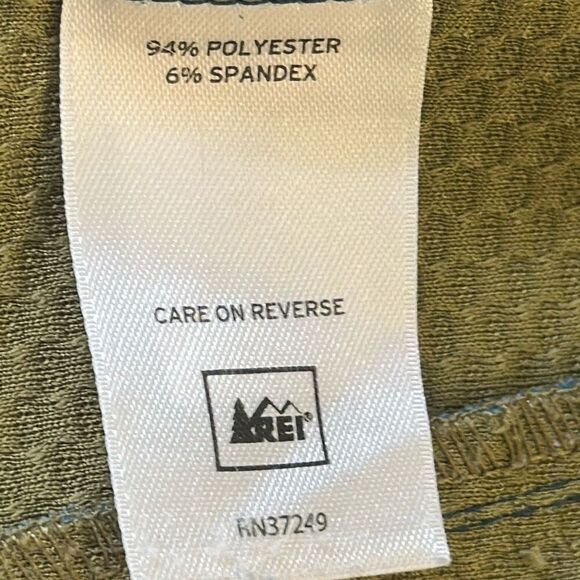 94% POLYESTER
6% SPANDEX
CARE ON REVERSE
REI®
RN37249